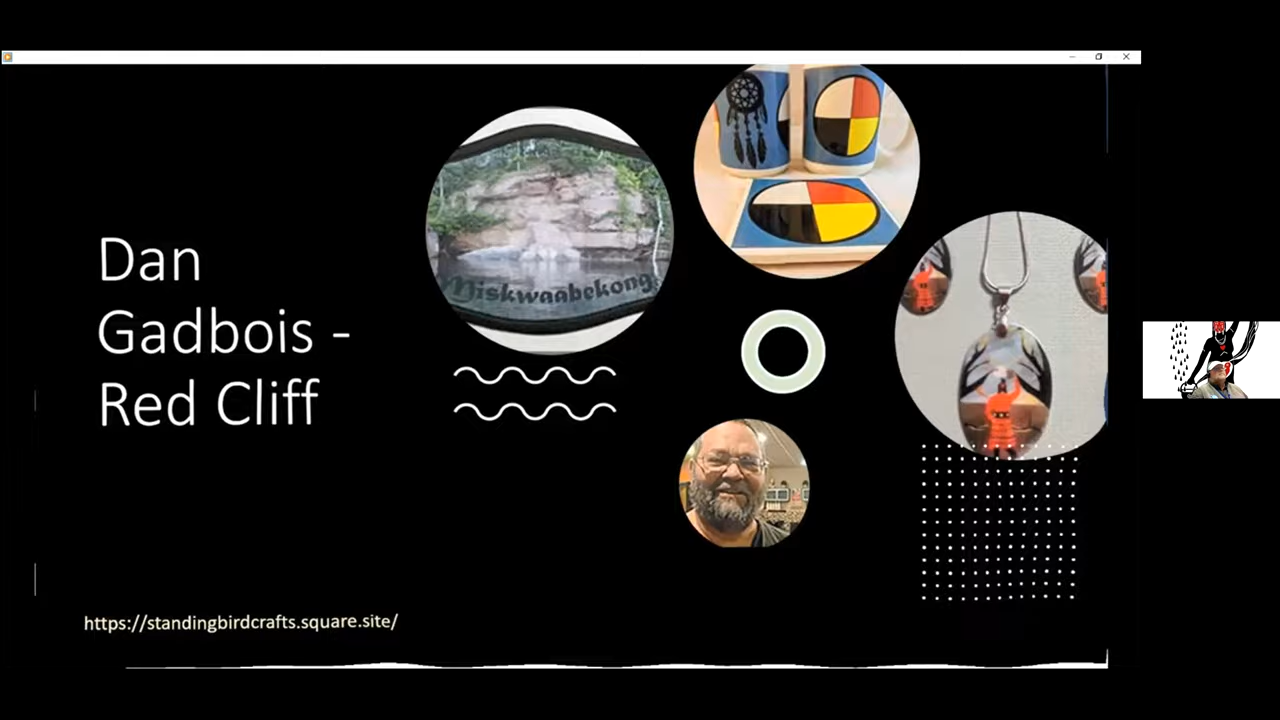 Dan
Gadbois -
Red Cliff
Miskwaabekong
https://standingbirdcrafts.square.site/